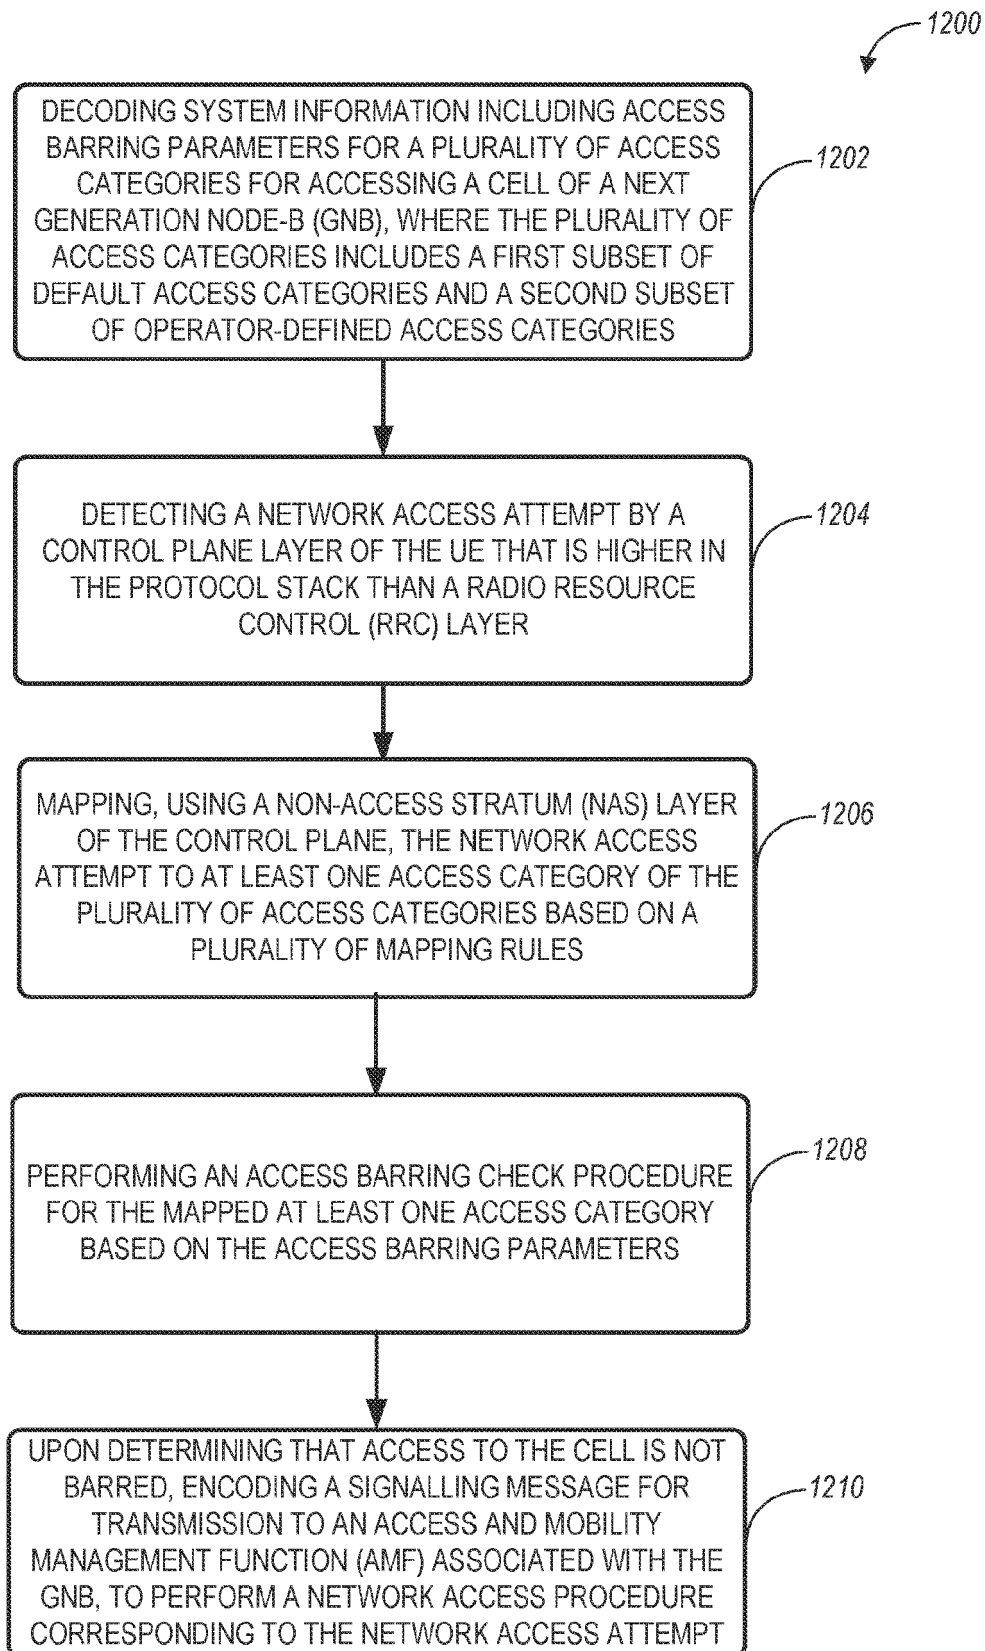 1200
DECODING SYSTEM INFORMATION INCLUDING ACCESS
BARRING PARAMETERS FOR A PLURALITY OF ACCESS
CATEGORIES FOR ACCESSING A CELL OF A NEXT
GENERATION NODE-B (GNB), WHERE THE PLURALITY OF
ACCESS CATEGORIES INCLUDES A FIRST SUBSET OF
DEFAULT ACCESS CATEGORIES AND A SECOND SUBSET
OF OPERATOR-DEFINED ACCESS CATEGORIES
1202
DETECTING A NETWORK ACCESS ATTEMPT BY A
CONTROL PLANE LAYER OF THE UE THAT IS HIGHER IN
THE PROTOCOL STACK THAN A RADIO RESOURCE
CONTROL (RRC) LAYER
1204
MAPPING, USING A NON-ACCESS STRATUM (NAS) LAYER
OF THE CONTROL PLANE, THE NETWORK ACCESS
ATTEMPT TO AT LEAST ONE ACCESS CATEGORY OF THE
PLURALITY OF ACCESS CATEGORIES BASED ON A
PLURALITY OF MAPPING RULES
1206
PERFORMING AN ACCESS BARRING CHECK PROCEDURE
FOR THE MAPPED AT LEAST ONE ACCESS CATEGORY
BASED ON THE ACCESS BARRING PARAMETERS
1208
UPON DETERMINING THAT ACCESS TO THE CELL IS NOT
BARRED, ENCODING A SIGNALLING MESSAGE FOR
TRANSMISSION TO AN ACCESS AND MOBILITY
MANAGEMENT FUNCTION (AMF) ASSOCIATED WITH THE
GNB, TO PERFORM A NETWORK ACCESS PROCEDURE
CORRESPONDING TO THE NETWORK ACCESS ATTEMPT
1210